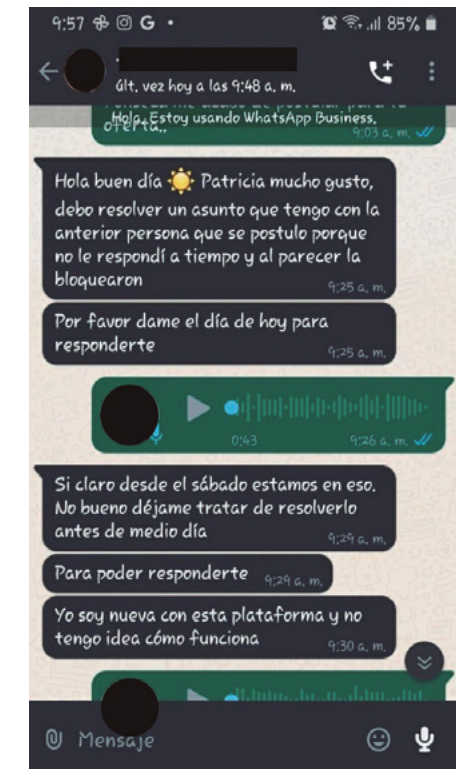 9:57 G •
85%
últ. vez hoy a las 9:48 a. m.
Hola. Estoy usando WhatsApp Business.
oferta..
9:03 a. m.
Hola buen día ☀️ Patricia mucho gusto,
debo resolver un asunto que tengo con la
anterior persona que se postulo porque
no le respondí a tiempo y al parecer la
bloquearon
9:25 a. m.
Por favor dame el día de hoy para
responderte
9:25 a. m.
0:43 9:26 a. m.
Si claro desde el sábado estamos en eso.
No bueno déjame tratar de resolverlo
antes de medio día
9:29 a. m.
Para poder responderte 9:29 a. m.
Yo soy nueva con esta plataforma y no
tengo idea cómo funciona
9:30 a. m.
Mensaje